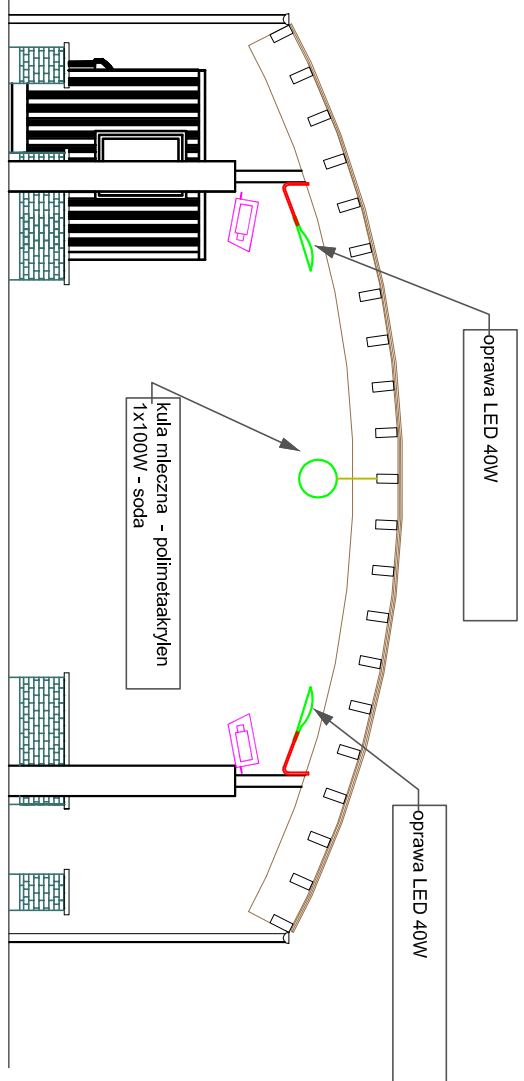 oprawa LED 40W
kula mleczna - polimetaakrylen
1x100W - soda
oprawa LED 40W